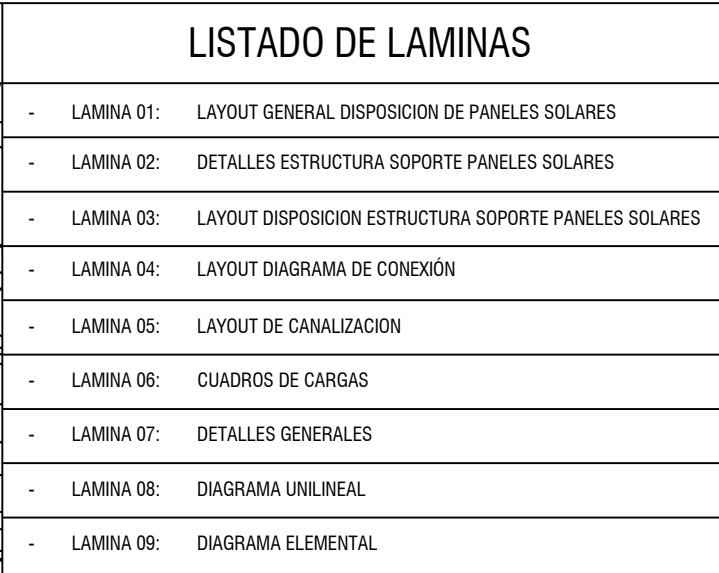 LISTADO DE LAMINAS
- LAMINA 01: LAYOUT GENERAL DISPOSICION DE PANELES SOLARES
- LAMINA 02: DETALLES ESTRUCTURA SOPORTE PANELES SOLARES
- LAMINA 03: LAYOUT DISPOSICION ESTRUCTURA SOPORTE PANELES SOLARES
- LAMINA 04: LAYOUT DIAGRAMA DE CONEXIÓN
- LAMINA 05: LAYOUT DE CANALIZACION
- LAMINA 06: CUADROS DE CARGAS
- LAMINA 07: DETALLES GENERALES
- LAMINA 08: DIAGRAMA UNILINEAL
- LAMINA 09: DIAGRAMA ELEMENTAL